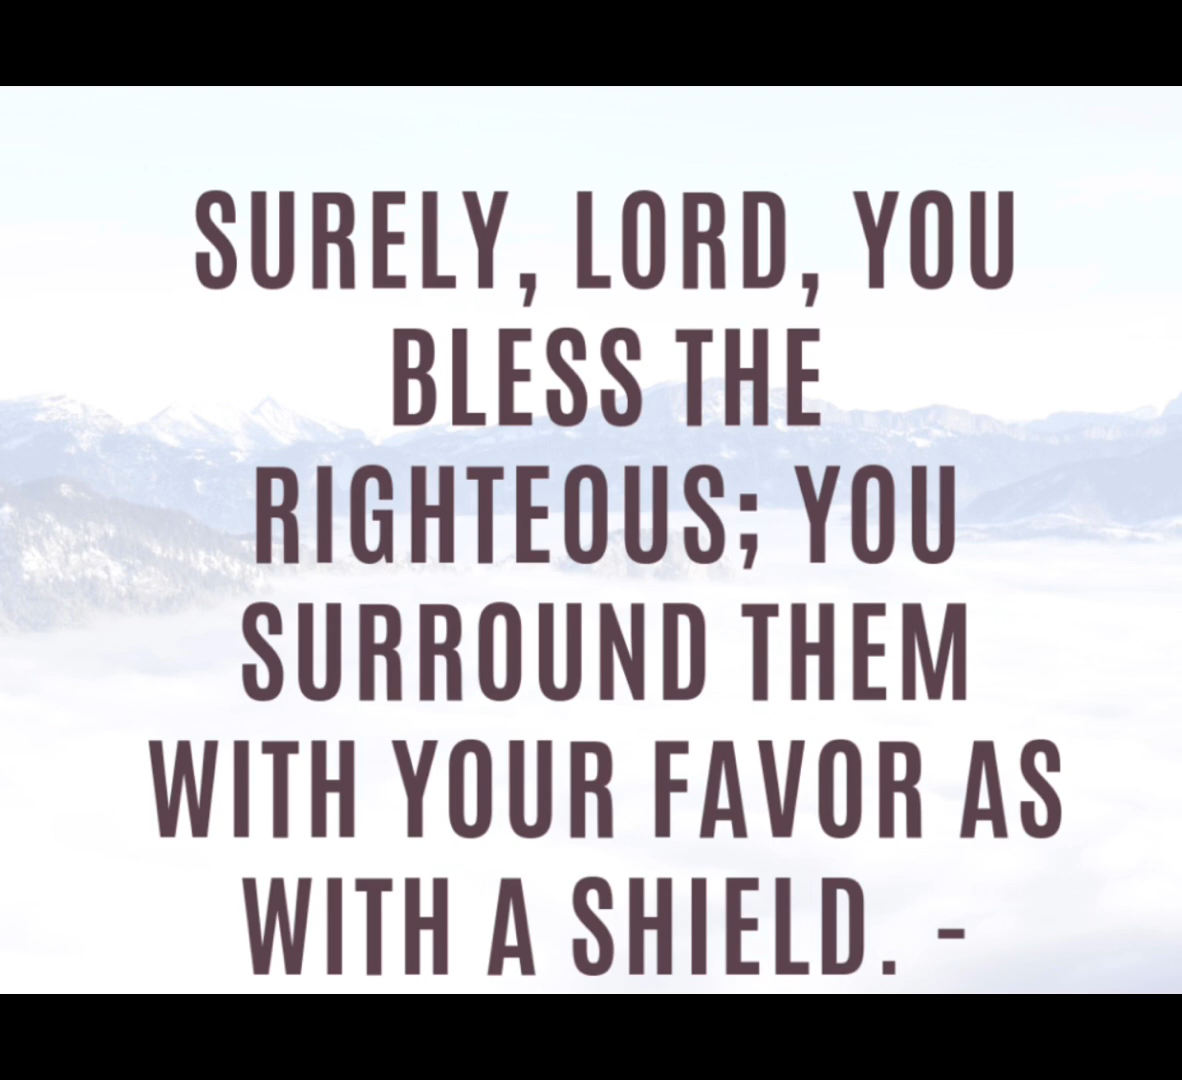 SURELY, LORD, YOU
BLESS THE
RIGHTEOUS; YOU
SURROUND THEM
WITH YOUR FAVOR AS
WITH A SHIELD. -